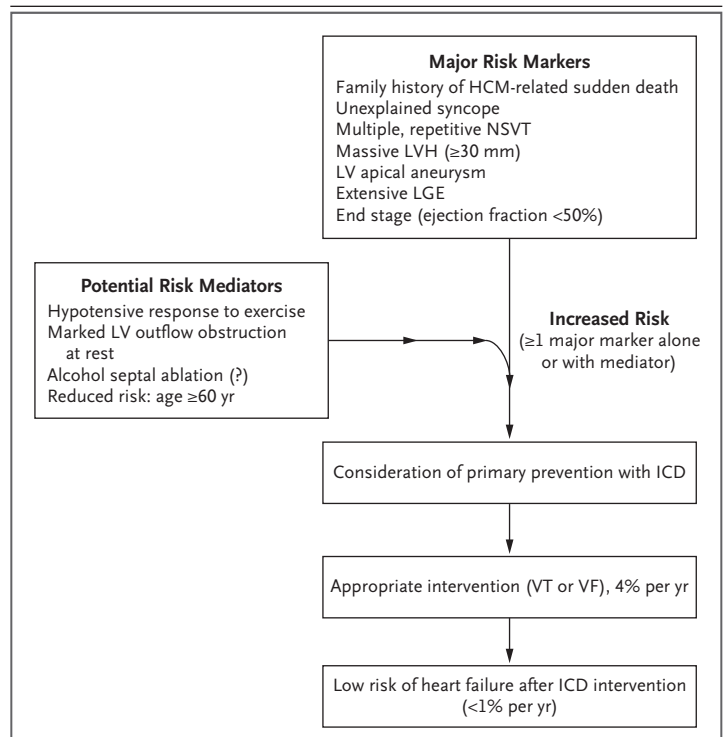 Major Risk Markers
Family history of HCM-related sudden death
Unexplained syncope
Multiple, repetitive NSVT
Massive LVH (≥30 mm)
LV apical aneurysm
Extensive LGE
End stage (ejection fraction <50%)
Potential Risk Mediators
Hypotensive response to exercise
Marked LV outflow obstruction
at rest
Alcohol septal ablation (?)
Reduced risk: age ≥60 yr
Increased Risk
(≥1 major marker alone
or with mediator)
Consideration of primary prevention with ICD
Appropriate intervention (VT or VF), 4% per yr
Low risk of heart failure after ICD intervention
(<1% per yr)